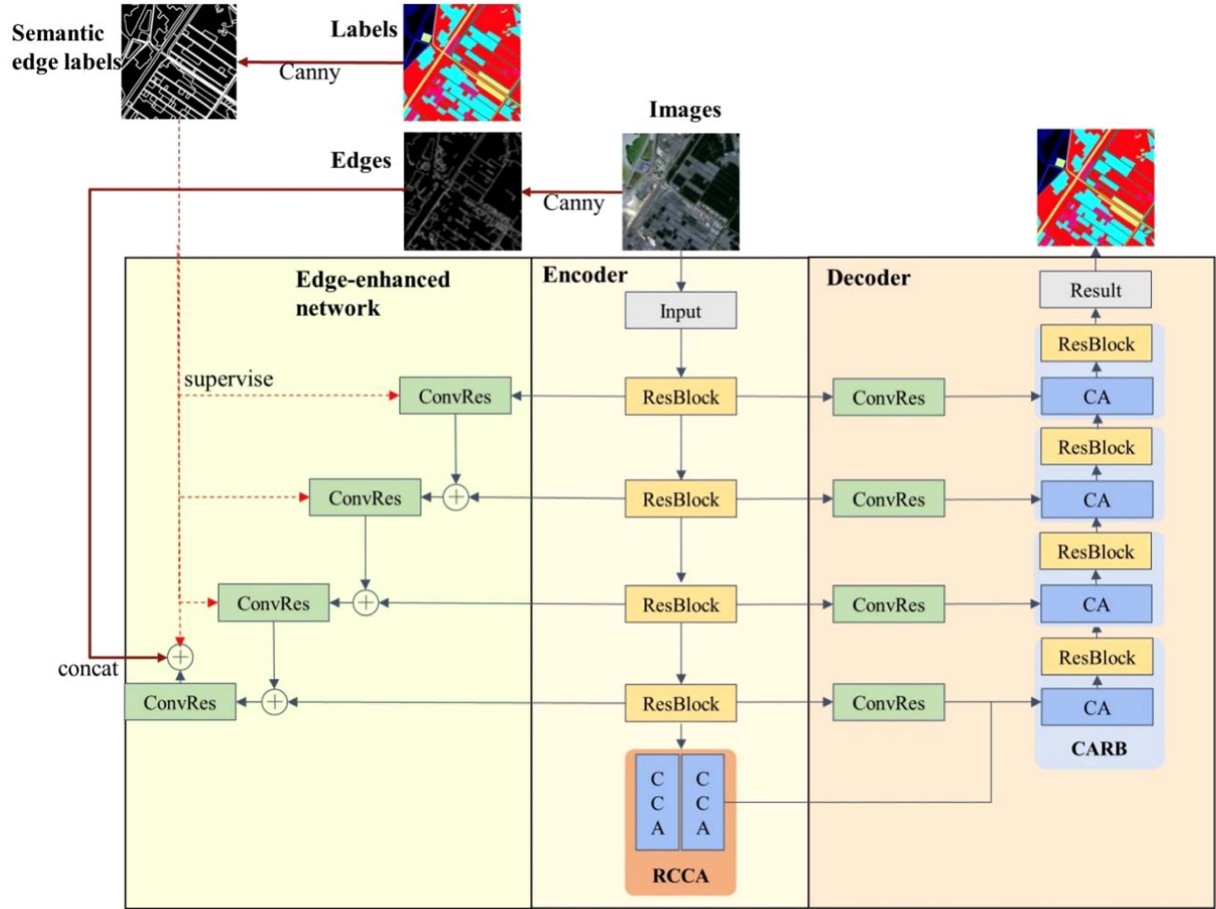 Semantic
edge labels
Labels
Canny
Images
Edges
Canny
Edge-enhanced
network
Encoder
Decoder
Input
Result
ResBlock
supervise
ConvRes
ResBlock
ConvRes
CA
ResBlock
ConvRes
ResBlock
ConvRes
CA
ResBlock
ConvRes
ResBlock
ConvRes
CA
concat
ResBlock
ConvRes
ResBlock
ConvRes
CA
CARB
C C
C C
A A
RCCA